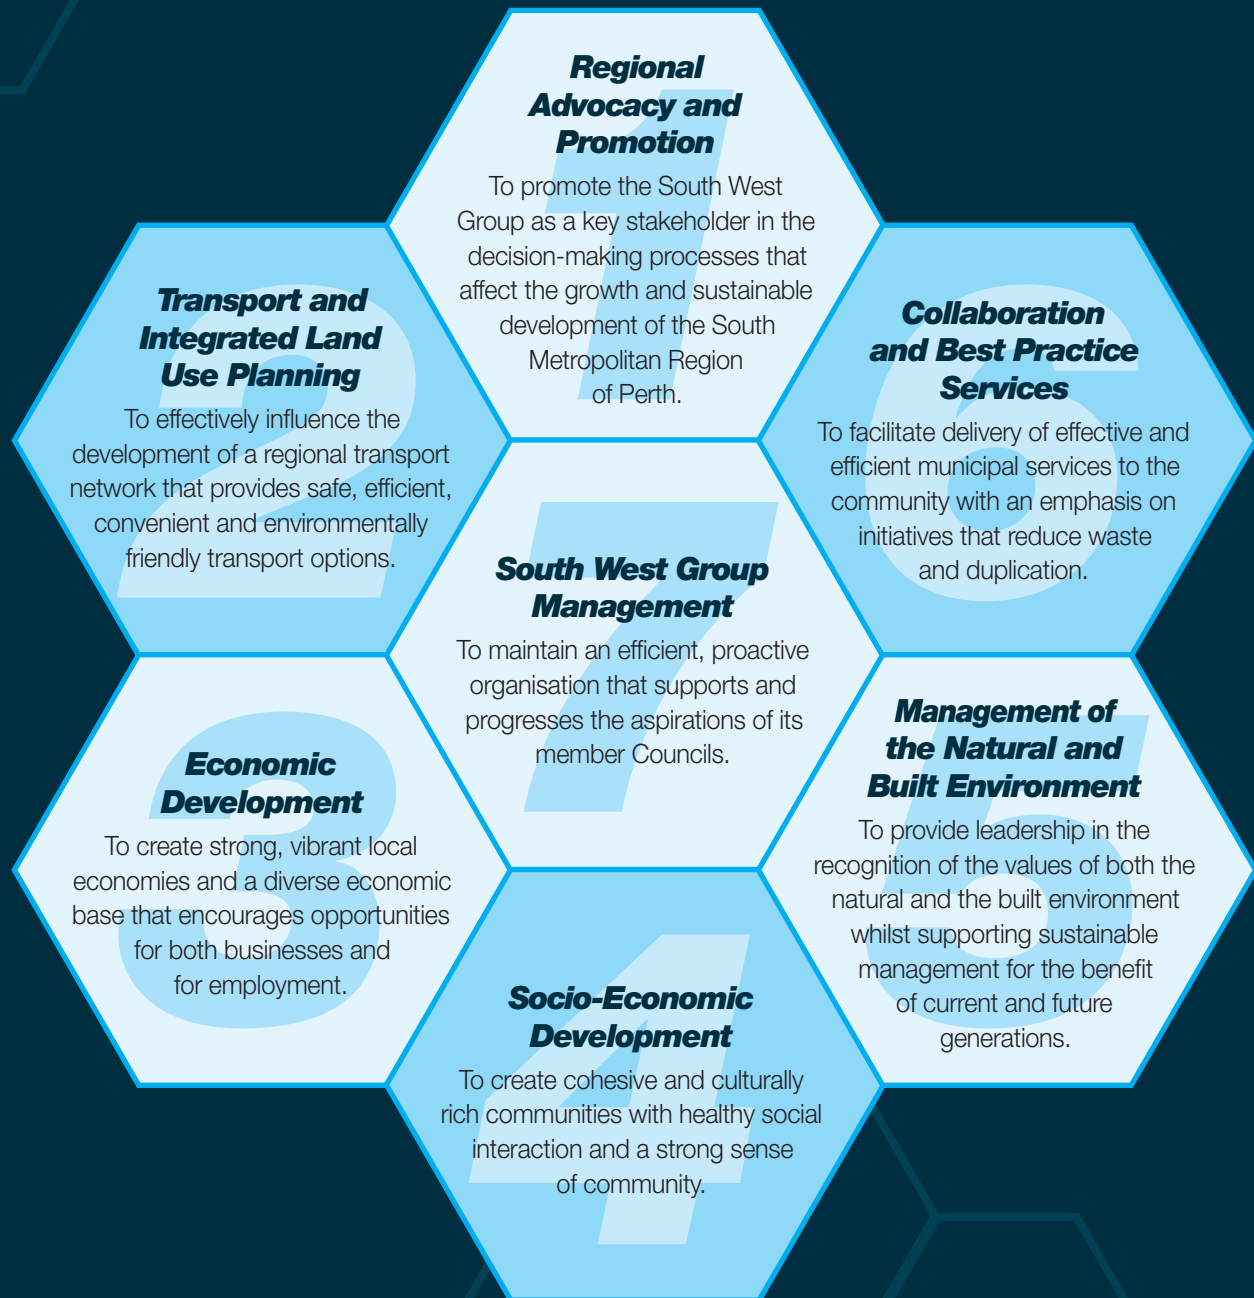 1
Regional
Advocacy and
Promotion
To promote the South West
Group as a key stakeholder in the
decision-making processes that
affect the growth and sustainable
development of the South
Metropolitan Region
of Perth.
2
Transport and
Integrated Land
Use Planning
To effectively influence the
development of a regional transport
network that provides safe, efficient,
convenient and environmentally
friendly transport options.
3
Economic
Development
To create strong, vibrant local
economies and a diverse economic
base that encourages opportunities
for both businesses and
for employment.
4
Socio-Economic
Development
To create cohesive and culturally
rich communities with healthy social
interaction and a strong sense
of community.
5
Management of
the Natural and
Built Environment
To provide leadership in the
recognition of the values of both the
natural and the built environment
whilst supporting sustainable
management for the benefit
of current and future
generations.
6
Collaboration
and Best Practice
Services
To facilitate delivery of effective and
efficient municipal services to the
community with an emphasis on
initiatives that reduce waste
and duplication.
7
South West Group
Management
To maintain an efficient, proactive
organisation that supports and
progresses the aspirations of its
member Councils.